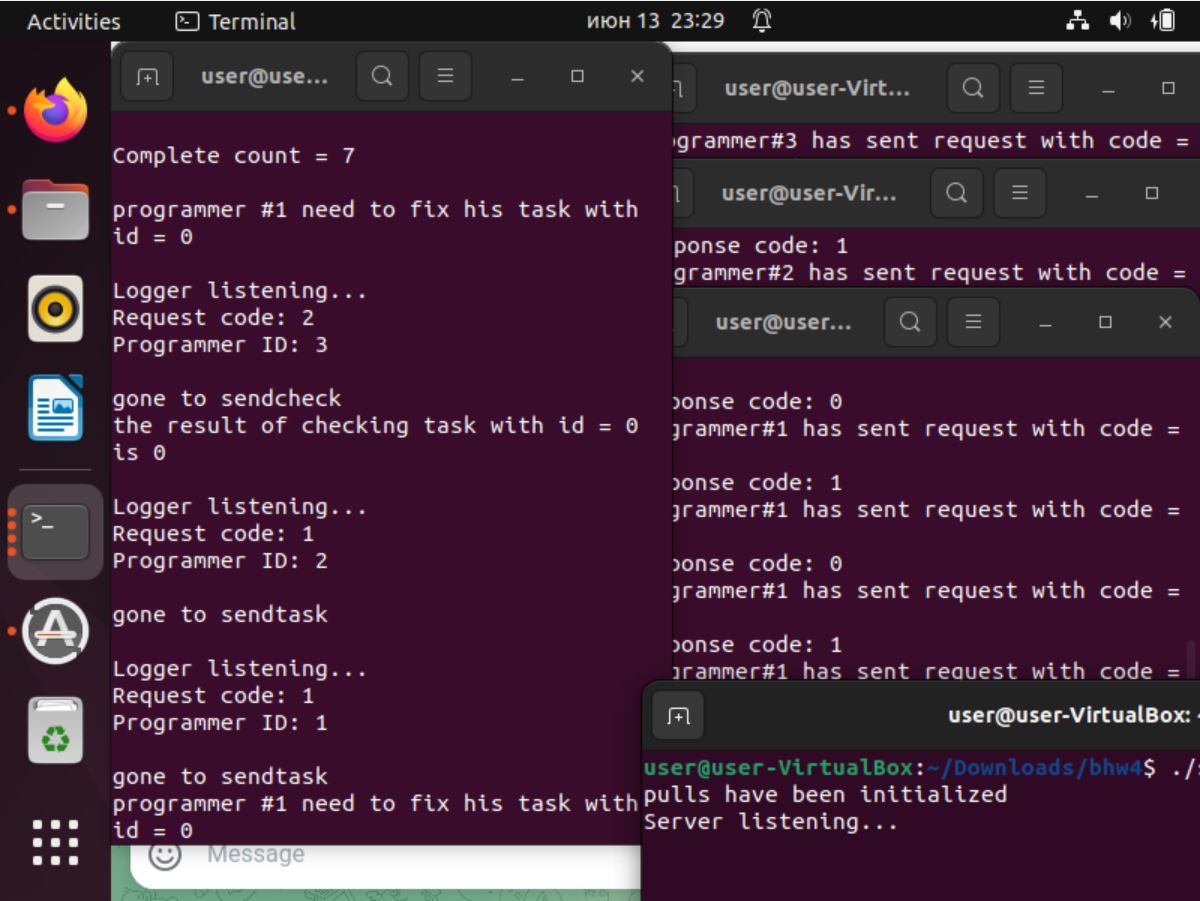 Activities
Terminal
июн 13 23:29
user@use...
Complete count = 7
programmer #1 need to fix his task with
id = 0
Logger listening...
Request code: 2
Programmer ID: 3
gone to sendcheck
the result of checking task with id = 0
is 0
Logger listening...
Request code: 1
Programmer ID: 2
gone to sendtask
Logger listening...
Request code: 1
Programmer ID: 1
gone to sendtask
programmer #1 need to fix his task with
id = 0
Message
user@user-Virt...
ogrammer#3 has sent request with code =
user@user-Vir...
ponse code: 1
grammer#2 has sent request with code =
user@user...
ponse code: 0
grammer#1 has sent request with code =
ponse code: 1
grammer#1 has sent request with code =
ponse code: 0
grammer#1 has sent request with code =
ponse code: 1
grammer#1 has sent request with code =
user@user-VirtualBox:
user@user-VirtualBox:~/Downloads/bhw4$ ./
pulls have been initialized
Server listening...